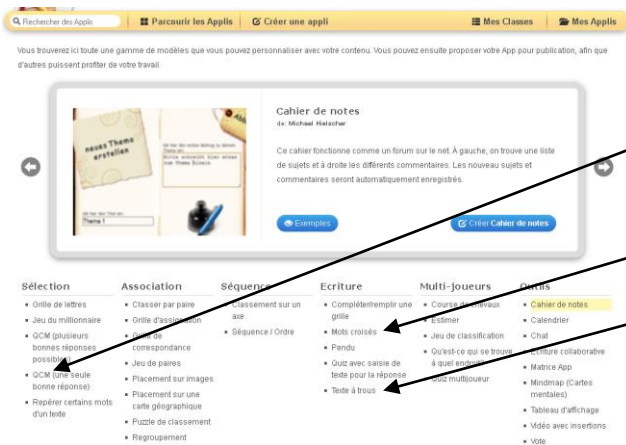 Rechercher des Applis
Parcourir les Applis
Créer une appli
Mes Classes
Mes Applis
Vous trouverez ici toute une gamme de modèles que vous pouvez personnaliser avec votre contenu. Vous pouvez ensuite proposer votre App pour publication, afin que
d'autres puissent profiter de votre travail.
neues Thema
erstellen
Thema 1
Cahier de notes
de Michael Hielscher
Ce cahier fonctionne comme un forum sur le net. À gauche, on trouve une liste
de sujets et à droite les différents commentaires. Les nouveau sujets et
commentaires seront automatiquement enregistrés.
Exemples
Créer Cahier de notes
Sélection
Grille de lettres
Jeu du millionnaire
QCM (plusieurs
bonnes réponses
possibles)
QCM (une seule
bonne réponse)
Repérer certains mots
d'un texte
Association
Classer par paire
Grille d'assignation
Grille de
correspondance
Jeu de paires
Placement sur images
Placement sur une
carte géographique
Puzzle de classement
Regroupement
Séquence
Classement sur un
axe
Séquence / Ordre
Ecriture
Compléter/remplir une
grille
Mots croisés
Pendu
Quiz avec saisie de
texte pour la réponse
Texte à trous
Multi-joueurs
Course de chevaux
Estimer
Jeu de classification
Qu'est-ce qui se trouve
à quel endroit?
Quiz multijoueur
Outils
Cahier de notes
Calendrier
Chat
Ecriture collaborative
Matrice App
Mindmap (Cartes
mentales)
Tableau d'affichage
Vidéo avec insertions
Vote